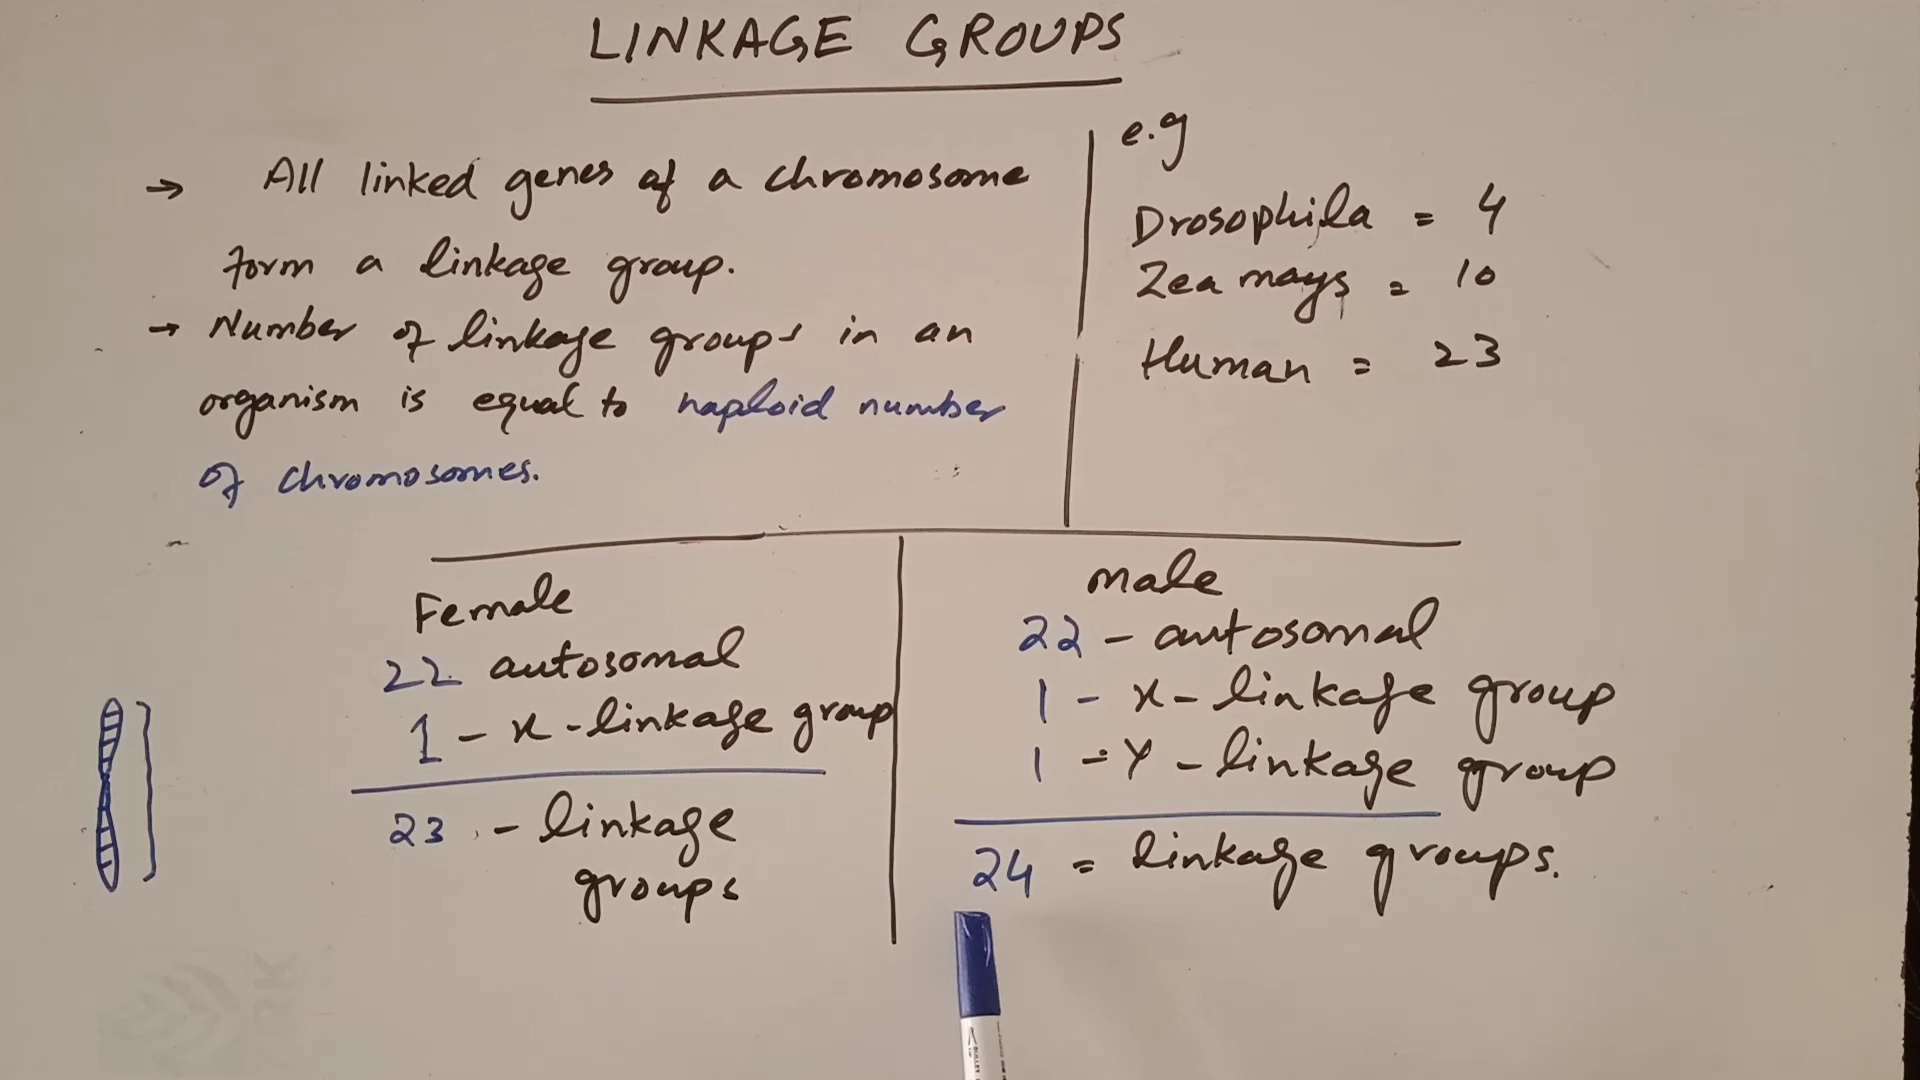 LINKAGE GROUPS
→ All linked genes of a chromosome
form a linkage group.
→ Number of linkage groups in an
organism is equal to haploid number
of chromosomes.
e.g
Drosophila = 4
Zea mays = 10
Human = 23
Female
22 autosomal
1 - x - linkage group
23 - linkage
groups
male
22 - autosomal
1 - x - linkage group
1 - Y - linkage group
24 = linkage groups.